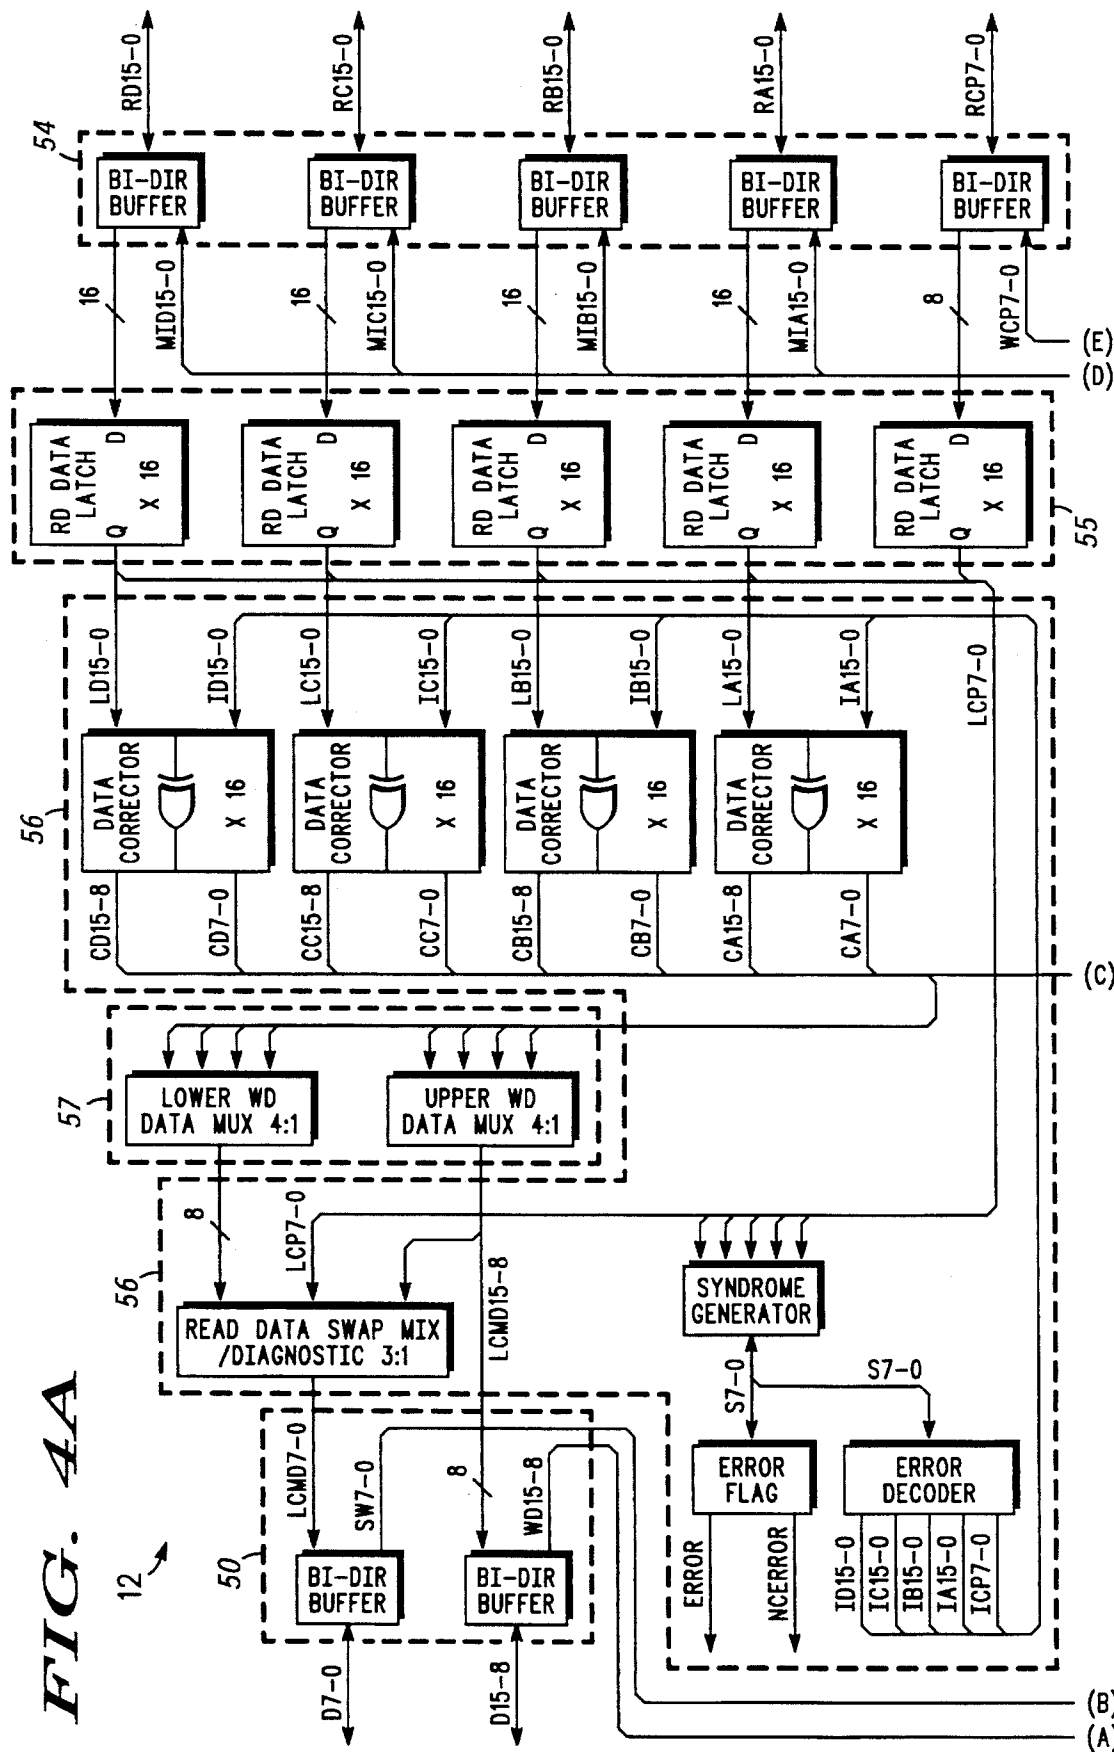 FIG. 4A
12
54
RD15-0
RC15-0
RB15-0
RA15-0
RCP7-0
BI-DIR
BUFFER
BI-DIR
BUFFER
BI-DIR
BUFFER
BI-DIR
BUFFER
BI-DIR
BUFFER
16
MID15-0
16
MIC15-0
16
MIB15-0
16
MIA15-0
8
WCP7-0
(E)
(D)
RD DATA
LATCH
Q D
X 16
RD DATA
LATCH
Q D
X 16
RD DATA
LATCH
Q D
X 16
RD DATA
LATCH
Q D
X 16
RD DATA
LATCH
Q D
X 16
55
56
LD15-0
ID15-0
LC15-0
IC15-0
LB15-0
IB15-0
LA15-0
IA15-0
LCP7-0
DATA
CORRECTOR
X 16
DATA
CORRECTOR
X 16
DATA
CORRECTOR
X 16
DATA
CORRECTOR
X 16
CD15-8
CD7-0
CC15-8
CC7-0
CB15-8
CB7-0
CA15-8
CA7-0
(C)
57
LOWER WD
DATA MUX 4:1
UPPER WD
DATA MUX 4:1
56
8
LCP7-0
LCMD15-8
READ DATA SWAP MIX
/DIAGNOSTIC 3:1
SYNDROME
GENERATOR
S7-0
S7-0
50
LCMD7-0
SW7-0
8
WD15-8
ERROR
FLAG
ERROR
DECODER
BI-DIR
BUFFER
BI-DIR
BUFFER
ERROR
NCERROR
ID15-0
IC15-0
IB15-0
IA15-0
ICP7-0
D7-0
D15-8
(B)
(A)